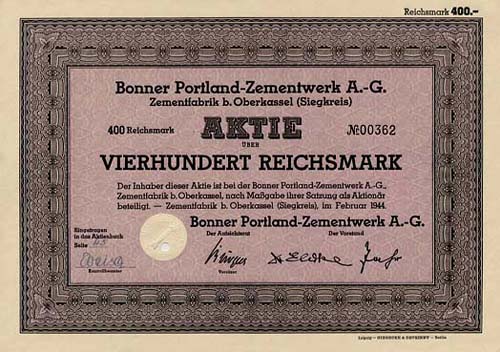 Reichsmark 400.-
Bonner Portland-Zementwerk A.-G.
Zementfabrik b. Oberkassel (Siegkreis)
400 Reichsmark AKTIE № 00362
ÜBER
VIERHUNDERT REICHSMARK
Der Inhaber dieser Aktie ist bei der Bonner Portland-Zementwerk A.-G.,
Zementfabrik b. Oberkassel, nach Maßgabe ihrer Satzung als Aktionär
beteiligt. — Zementfabrik b. Oberkassel (Siegkreis), im Februar 1944.
Bonner Portland-Zementwerk A.-G.
Eingetragen
in das Aktienbuch
Seite
Kontrollbeamter
Der Aufsichtsrat Der Vorstand
Vorsitzer
Leipzig — GIESECKE & DEVRIENT — Berlin